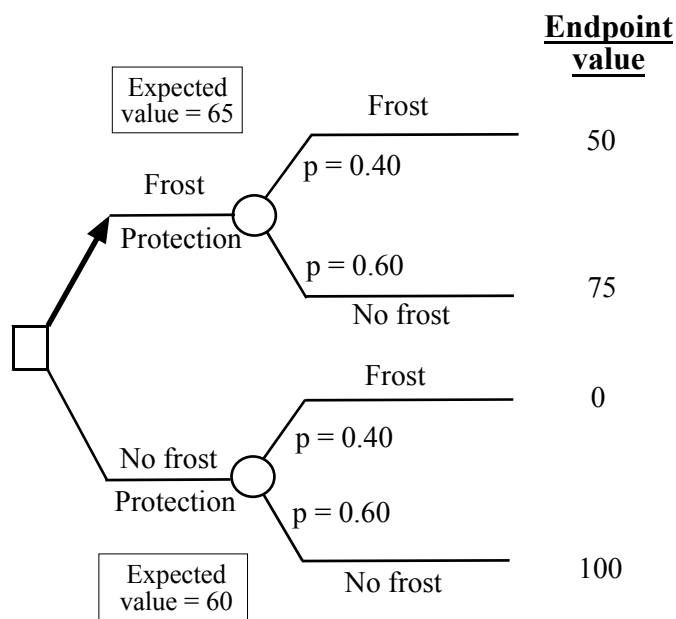 Endpoint
value
Expected
value = 65
Frost
50
p = 0.40
Frost
Protection
p = 0.60
75
No frost
Frost
0
p = 0.40
No frost
Protection
p = 0.60
100
No frost
Expected
value = 60